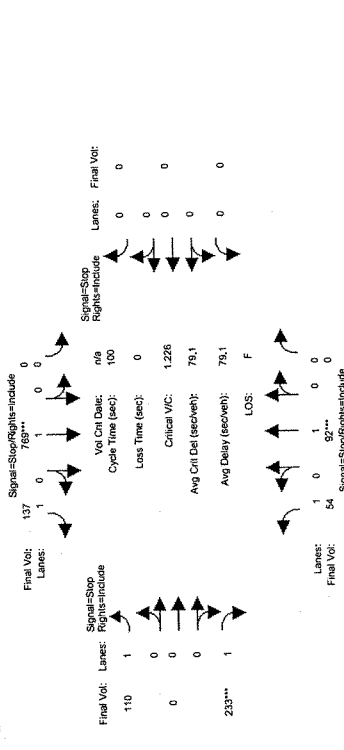 Signal=Stop/Rights=Include
Final Vol: 137 769*** 0
Lanes: 1 0 1 0 0
Signal=Stop
Rights=Include
Signal=Stop
Rights=Include
Final Vol: Lanes:
Vol Cnt Date: n/a
Lanes: Final Vol:
110 1
Cycle Time (sec): 100
0 0
0
0
Loss Time (sec): 0
0 0
Critical V/C: 1.226
0 0
0
Avg Crit Del (sec/veh): 79.1
0
233*** 1
Avg Delay (sec/veh): 79.1
0 0
LOS: F
Lanes: 1 0 1 0 0
Final Vol: 54 92*** 0
Signal=Stop/Rights=Include